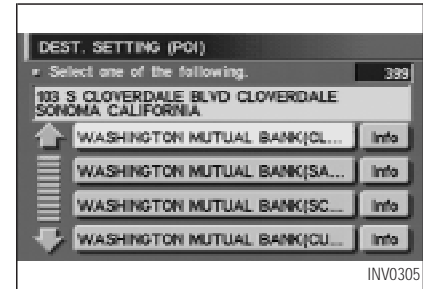 DEST. SETTING (POI)
Select one of the following. 399
103 S CLOVERDALE BLVD CLOVERDALE
SONOMA CALIFORNIA
WASHINGTON MUTUAL BANK[CL... Info
WASHINGTON MUTUAL BANK[SA... Info
WASHINGTON MUTUAL BANK[SC... Info
WASHINGTON MUTUAL BANK[CU... Info
INV0305